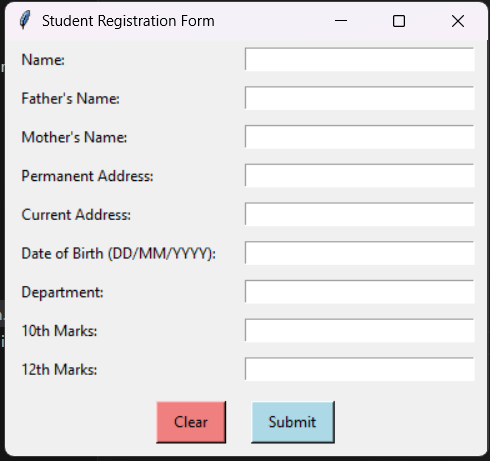 Student Registration Form
Name:
Father's Name:
Mother's Name:
Permanent Address:
Current Address:
Date of Birth (DD/MM/YYYY):
Department:
10th Marks:
12th Marks:
Clear Submit